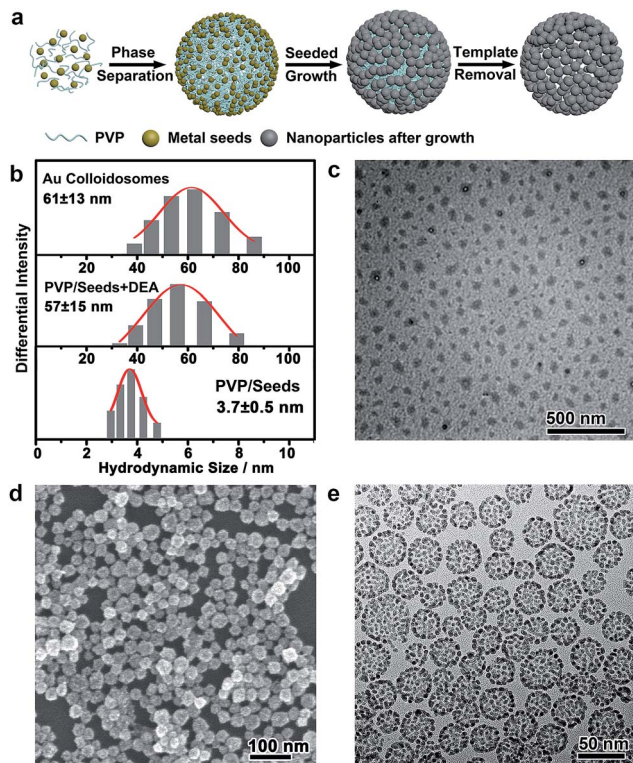 a
Phase
Separation
Seeded
Growth
Template
Removal
PVP Metal seeds Nanoparticles after growth
b
Differential Intensity
Au Colloidosomes
61±13 nm
20 40 60 80 100
PVP/Seeds+DEA
57±15 nm
20 40 60 80 100
PVP/Seeds
3.7±0.5 nm
0 2 4 6 8 10
Hydrodynamic Size / nm
c
500 nm
d
100 nm
e
50 nm